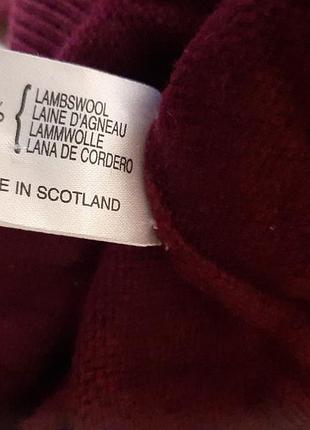 % { LAMBSWOOL
LAINE D'AGNEAU
LAMMWOLLE
LANA DE CORDERO
E IN SCOTLAND